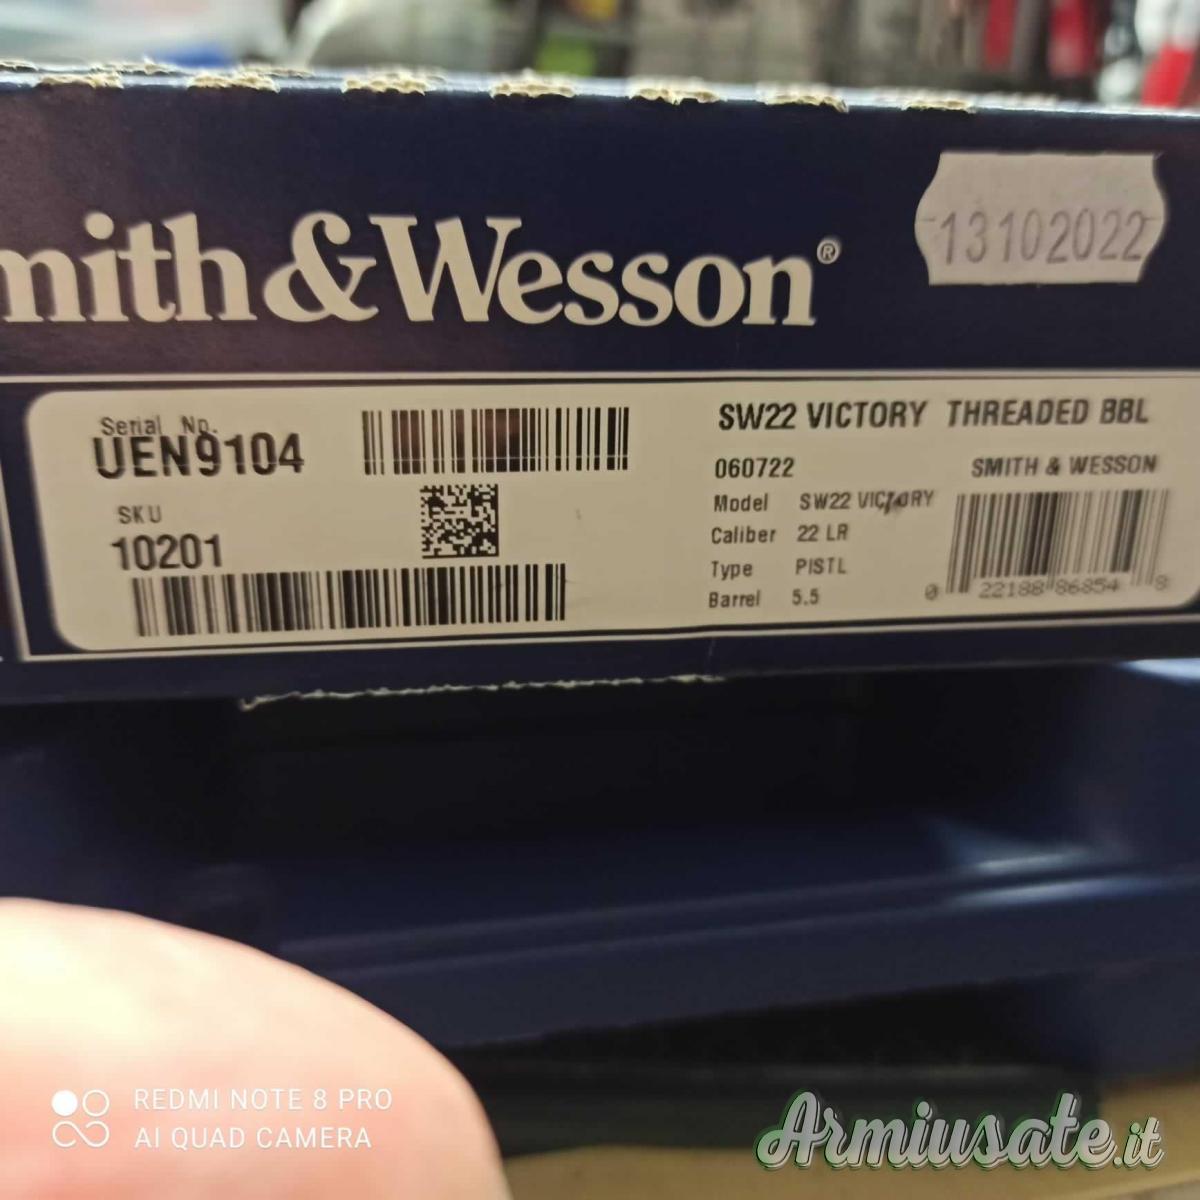 mith&Wesson®
13102022
Serial No.
UEN9104
SKU
10201
SW22 VICTORY THREADED BBL
060722 SMITH & WESSON
Model SW22 VICTORY
Caliber 22 LR
Type PISTL
Barrel 5.5
0 22188 86854 8
REDMI NOTE 8 PRO
AI QUAD CAMERA
Armiusate.it